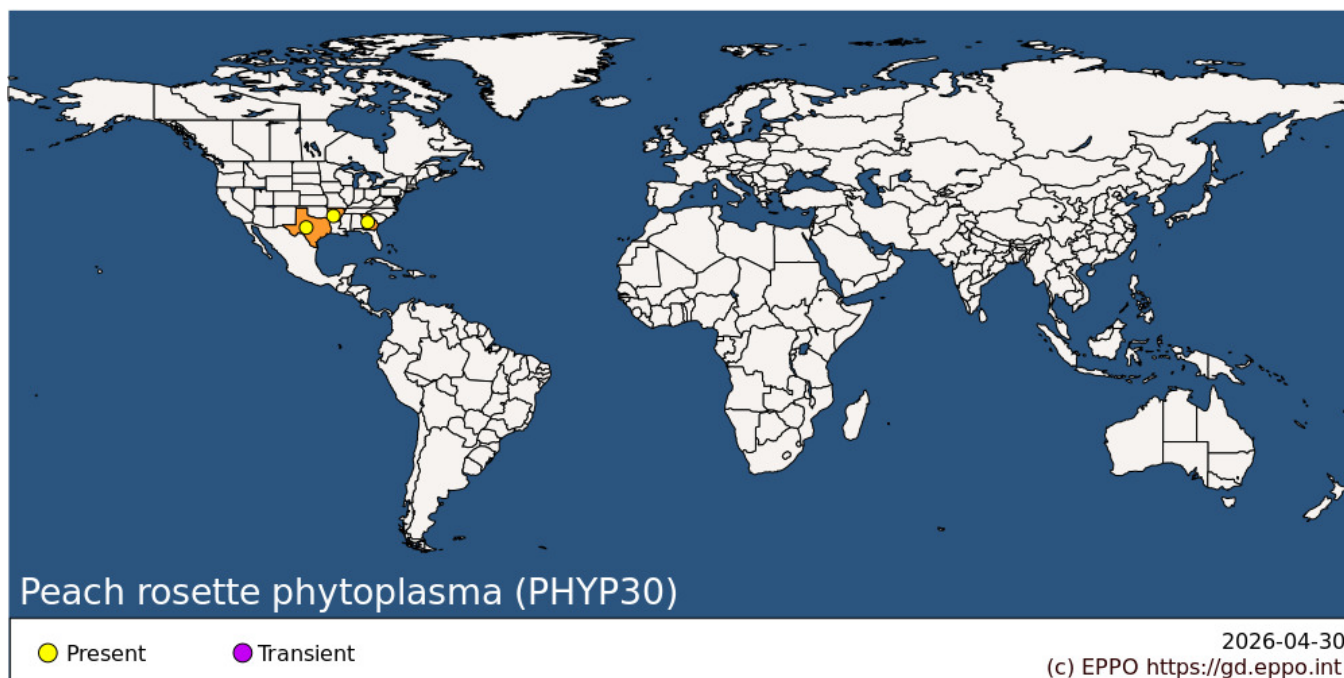 Peach rosette phytoplasma (PHYP30)
Present
Transient
2026-04-30
(c) EPPO https://gd.eppo.int